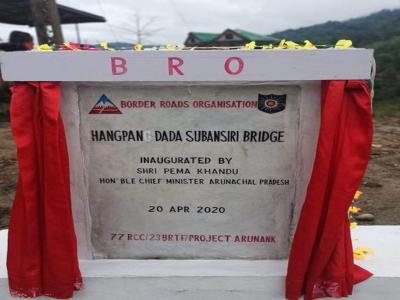 BRO
BORDER ROADS ORGANISATION
HANGPAN DADA SUBANSIRI BRIDGE
INAUGURATED BY
SHRI PEMA KHANDU
HON'BLE CHIEF MINISTER ARUNACHAL PRADESH
20 APR 2020
77 RCC/23 BRTF/PROJECT ARUNANK